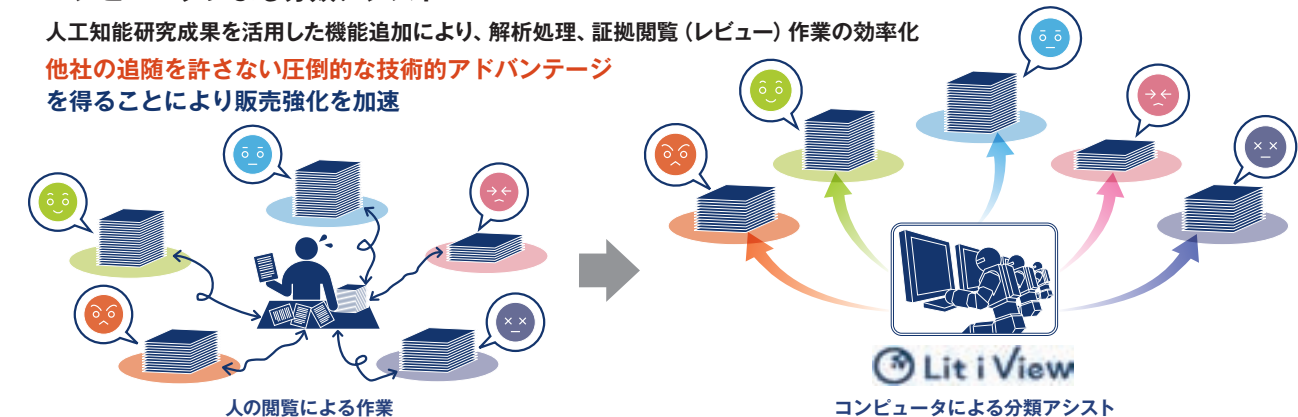 人工知能研究成果を活用した機能追加により、解析処理、証拠閲覧（レビュー）作業の効率化
他社の追随を許さない圧倒的な技術的アドバンテージ
を得ることにより販売強化を加速
Lit i View
人の閲覧による作業
コンピュータによる分類アシスト